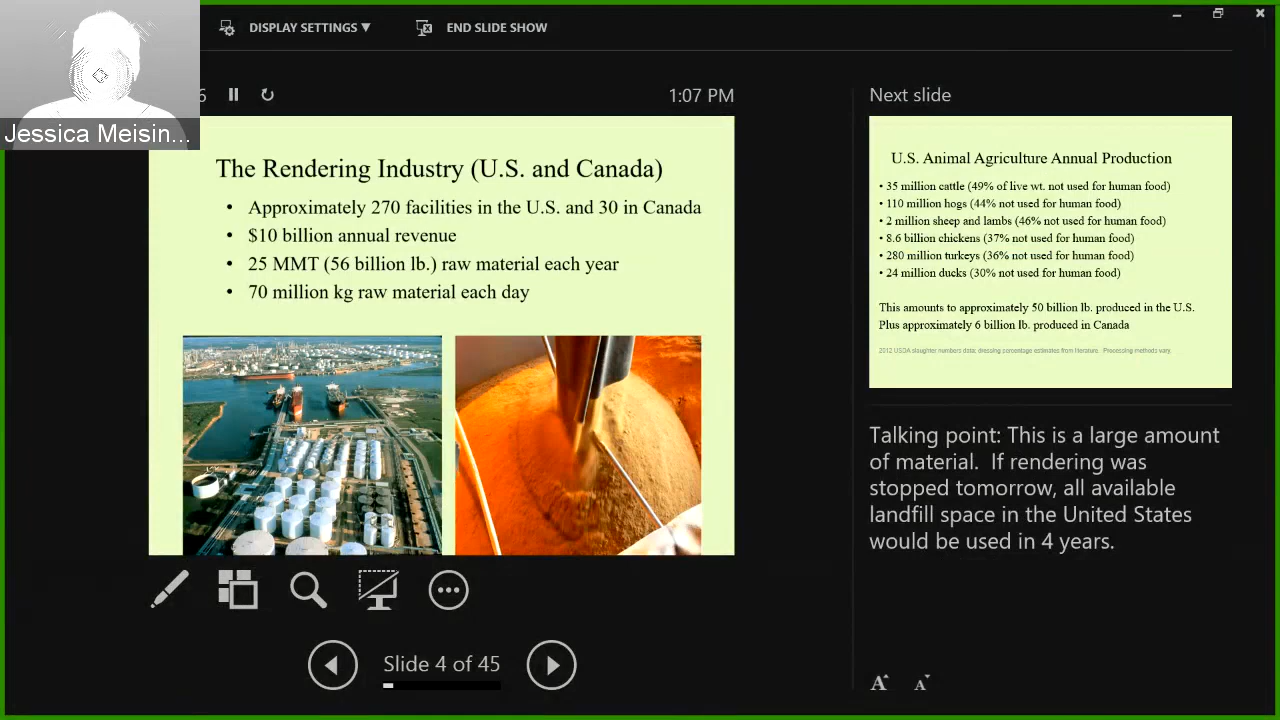 DISPLAY SETTINGS ▼
END SLIDE SHOW
Jessica Meisin...
6
1:07 PM
The Rendering Industry (U.S. and Canada)
• Approximately 270 facilities in the U.S. and 30 in Canada
• $10 billion annual revenue
• 25 MMT (56 billion lb.) raw material each year
• 70 million kg raw material each day
Slide 4 of 45
Next slide
U.S. Animal Agriculture Annual Production
• 35 million cattle (49% of live wt. not used for human food)
• 110 million hogs (44% not used for human food)
• 2 million sheep and lambs (46% not used for human food)
• 8.6 billion chickens (37% not used for human food)
• 280 million turkeys (36% not used for human food)
• 24 million ducks (30% not used for human food)
This amounts to approximately 50 billion lb. produced in the U.S.
Plus approximately 6 billion lb. produced in Canada
2012 USDA slaughter numbers data; dressing percentage estimates from literature. Processing methods vary.
Talking point: This is a large amount
of material.  If rendering was
stopped tomorrow, all available
landfill space in the United States
would be used in 4 years.
A A